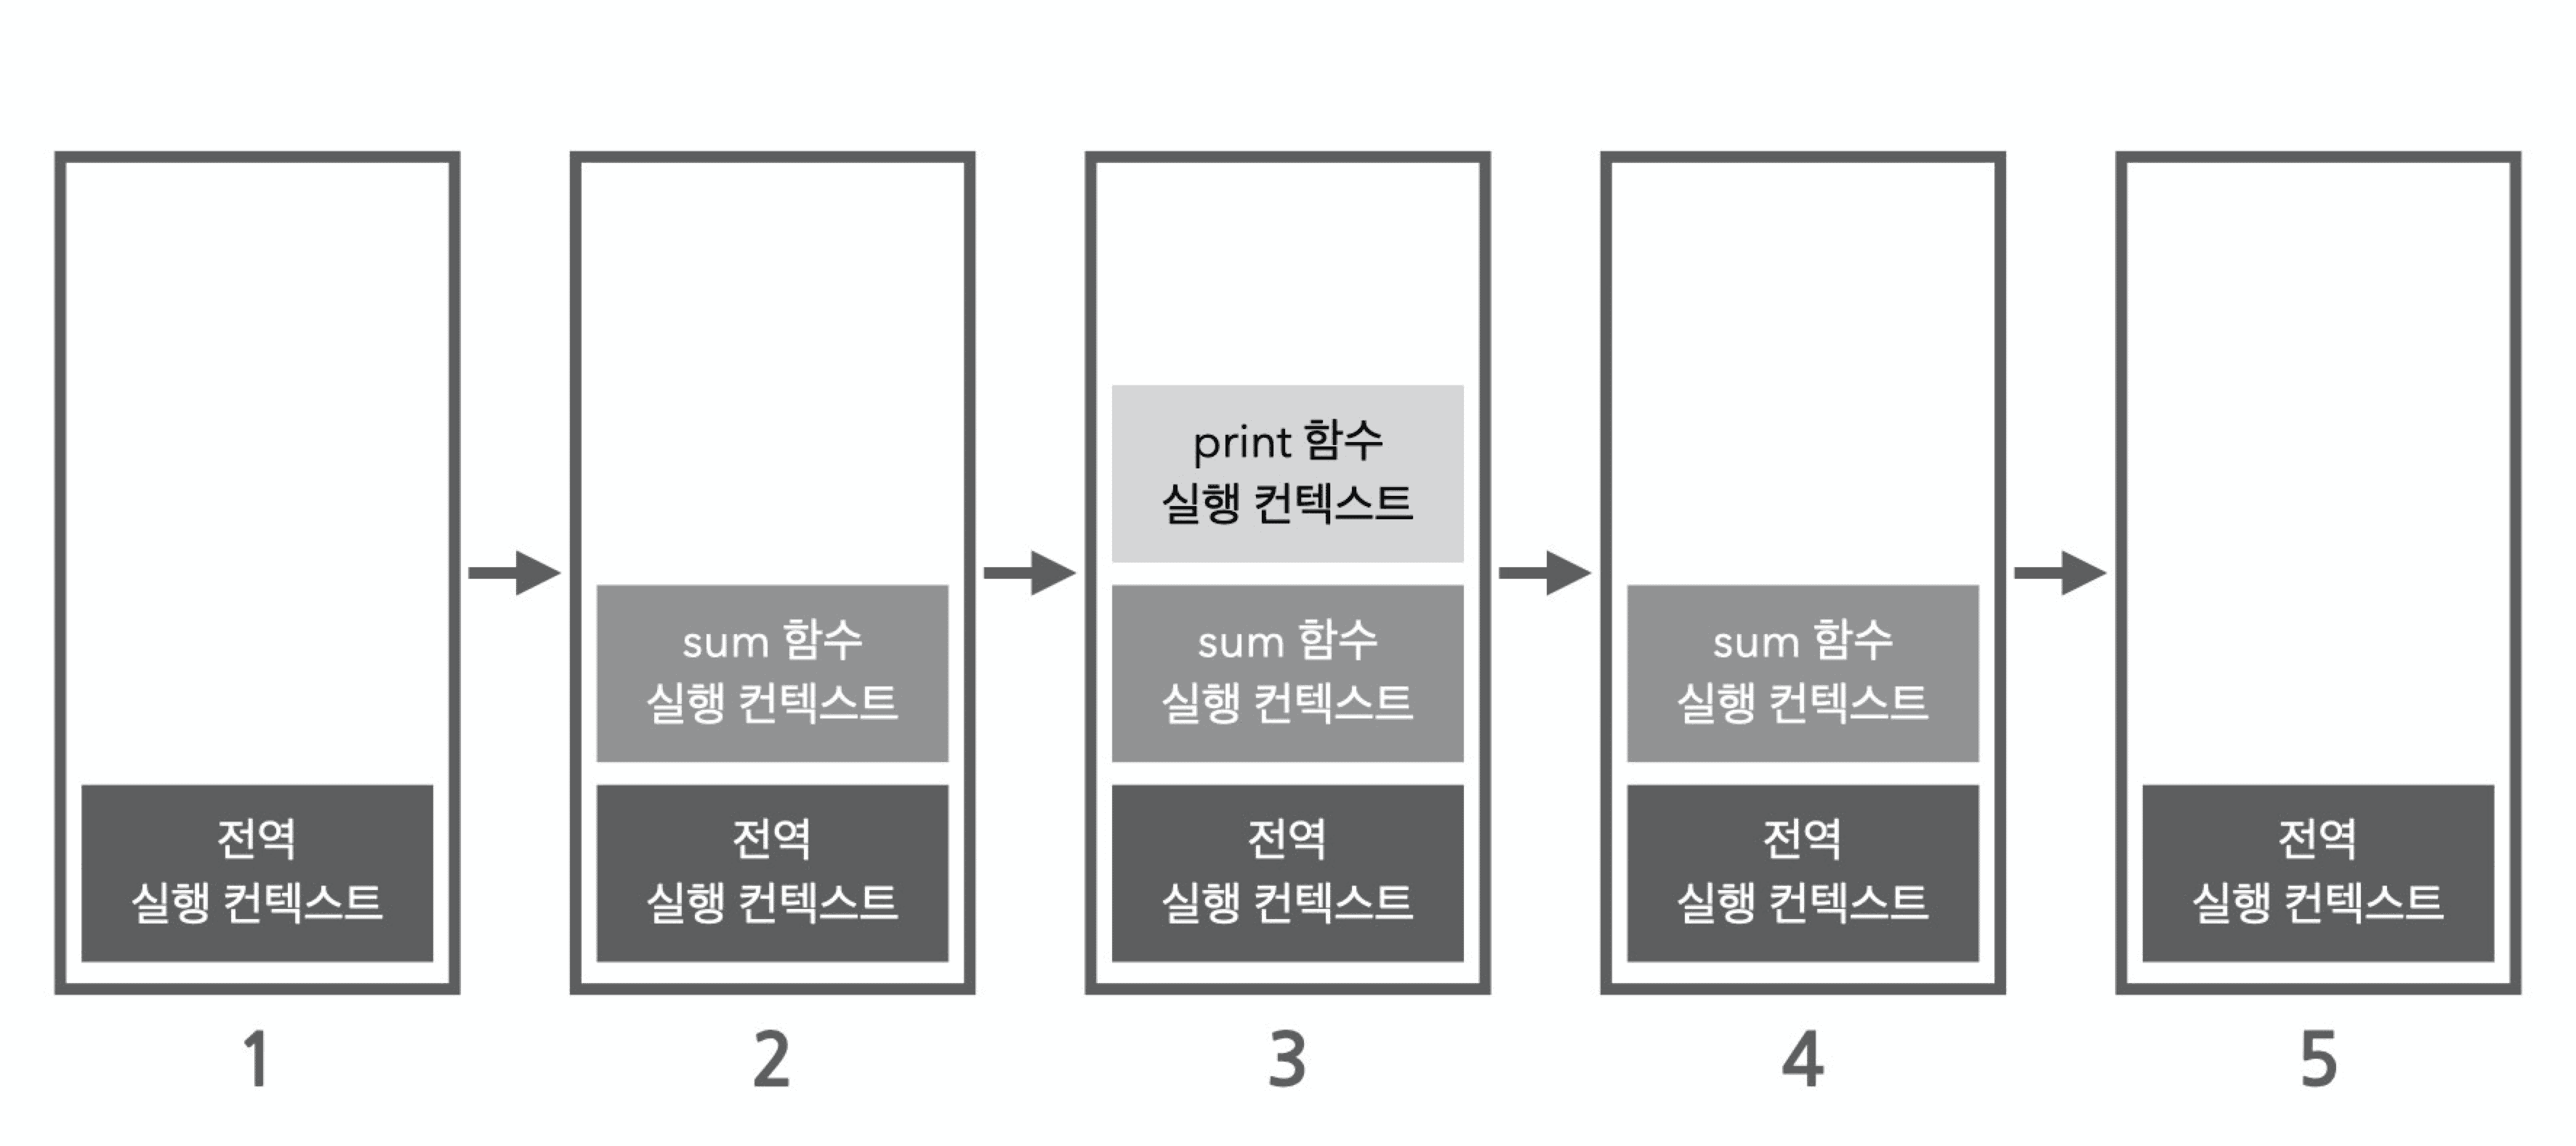 전역
실행 컨텍스트
1
sum 함수
실행 컨텍스트
전역
실행 컨텍스트
2
print 함수
실행 컨텍스트
sum 함수
실행 컨텍스트
전역
실행 컨텍스트
3
sum 함수
실행 컨텍스트
전역
실행 컨텍스트
4
전역
실행 컨텍스트
5